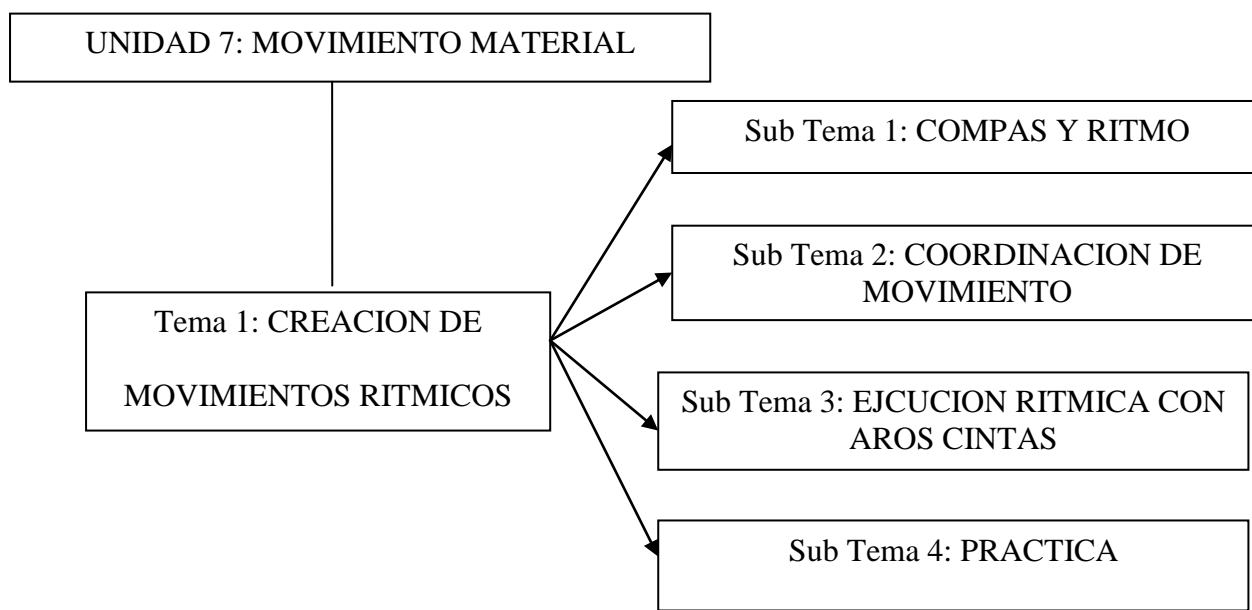 UNIDAD 7: MOVIMIENTO MATERIAL
Sub Tema 1: COMPAS Y RITMO
Sub Tema 2: COORDINACION DE
MOVIMIENTO
Tema 1: CREACION DE
MOVIMIENTOS RITMICOS
Sub Tema 3: EJCUCION RITMICA CON
AROS CINTAS
Sub Tema 4: PRACTICA